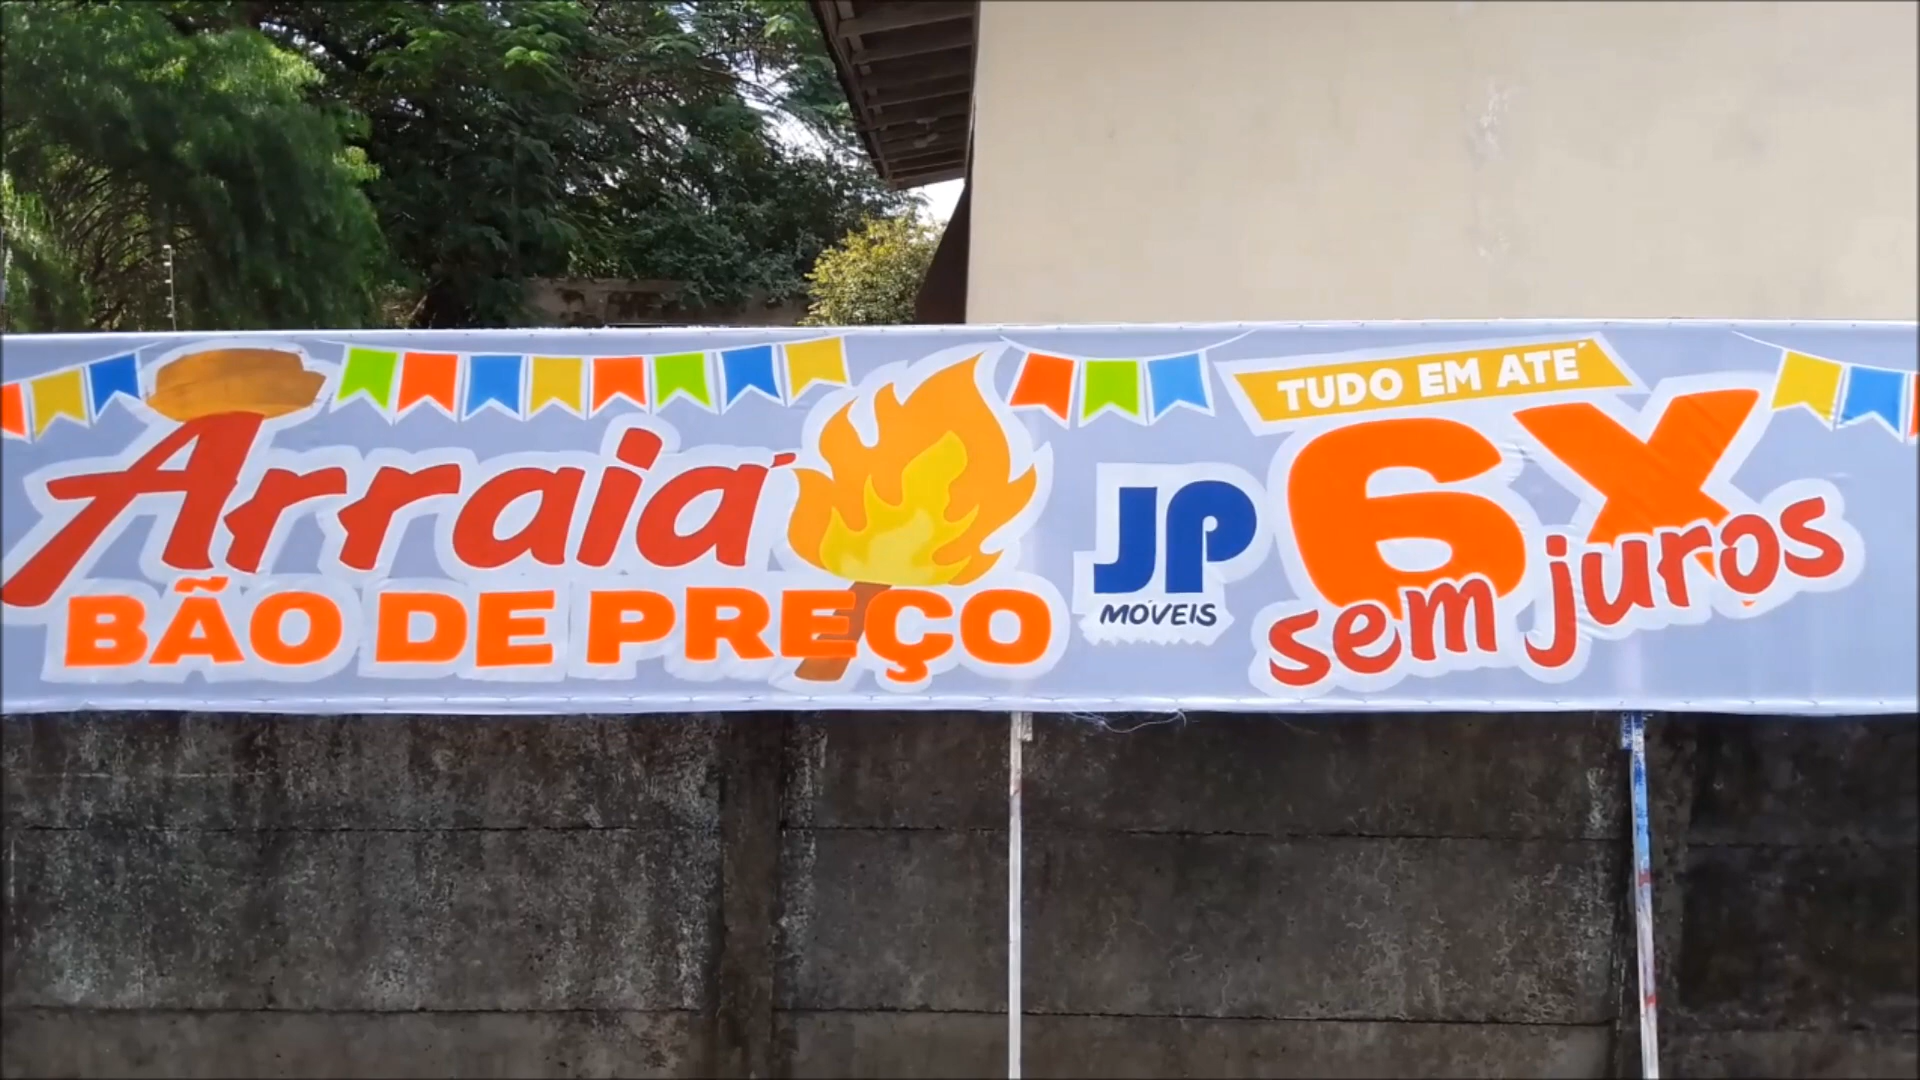 Arraiá
BÃO DE PREÇO
JP
MÓVEIS
TUDO EM ATÉ
6X
sem juros